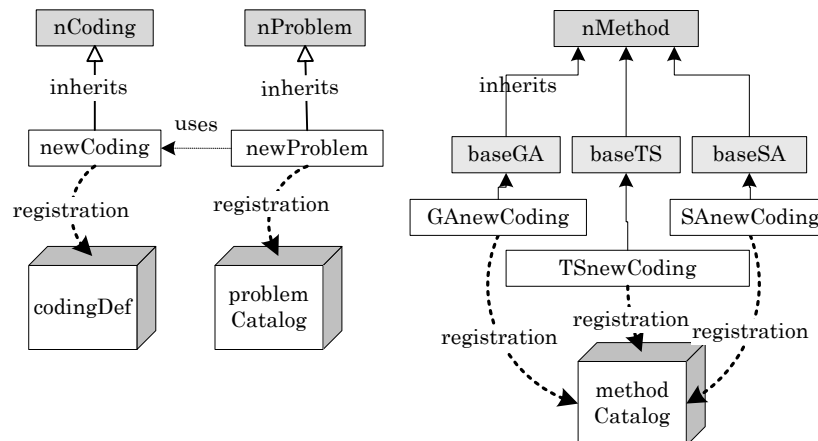 nCoding
nProblem
inherits
inherits
newCoding
uses
newProblem
registration
registration
codingDef
problem
Catalog
nMethod
inherits
baseGA
baseTS
baseSA
GAnewCoding
SAnewCoding
TSnewCoding
registration
registration
registration
method
Catalog